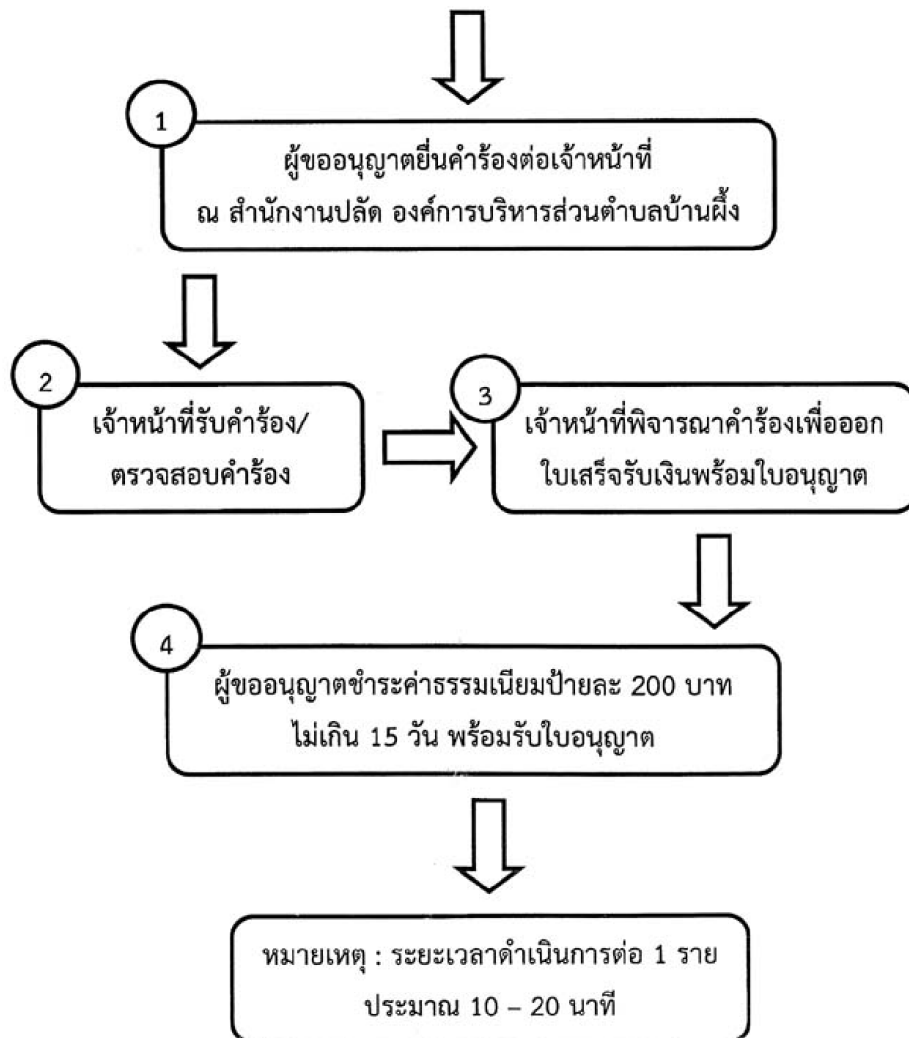 1
ผู้ขออนุญาตยื่นคำร้องต่อเจ้าหน้าที่
ณ สำนักงานปลัด องค์การบริหารส่วนตำบลบ้านผึ้ง
2
เจ้าหน้าที่รับคำร้อง/
ตรวจสอบคำร้อง
3
เจ้าหน้าที่พิจารณาคำร้องเพื่อออก
ใบเสร็จรับเงินพร้อมใบอนุญาต
4
ผู้ขออนุญาตชำระค่าธรรมเนียมป้ายละ 200 บาท
ไม่เกิน 15 วัน พร้อมรับใบอนุญาต
หมายเหตุ : ระยะเวลาดำเนินการต่อ 1 ราย
ประมาณ 10 – 20 นาที